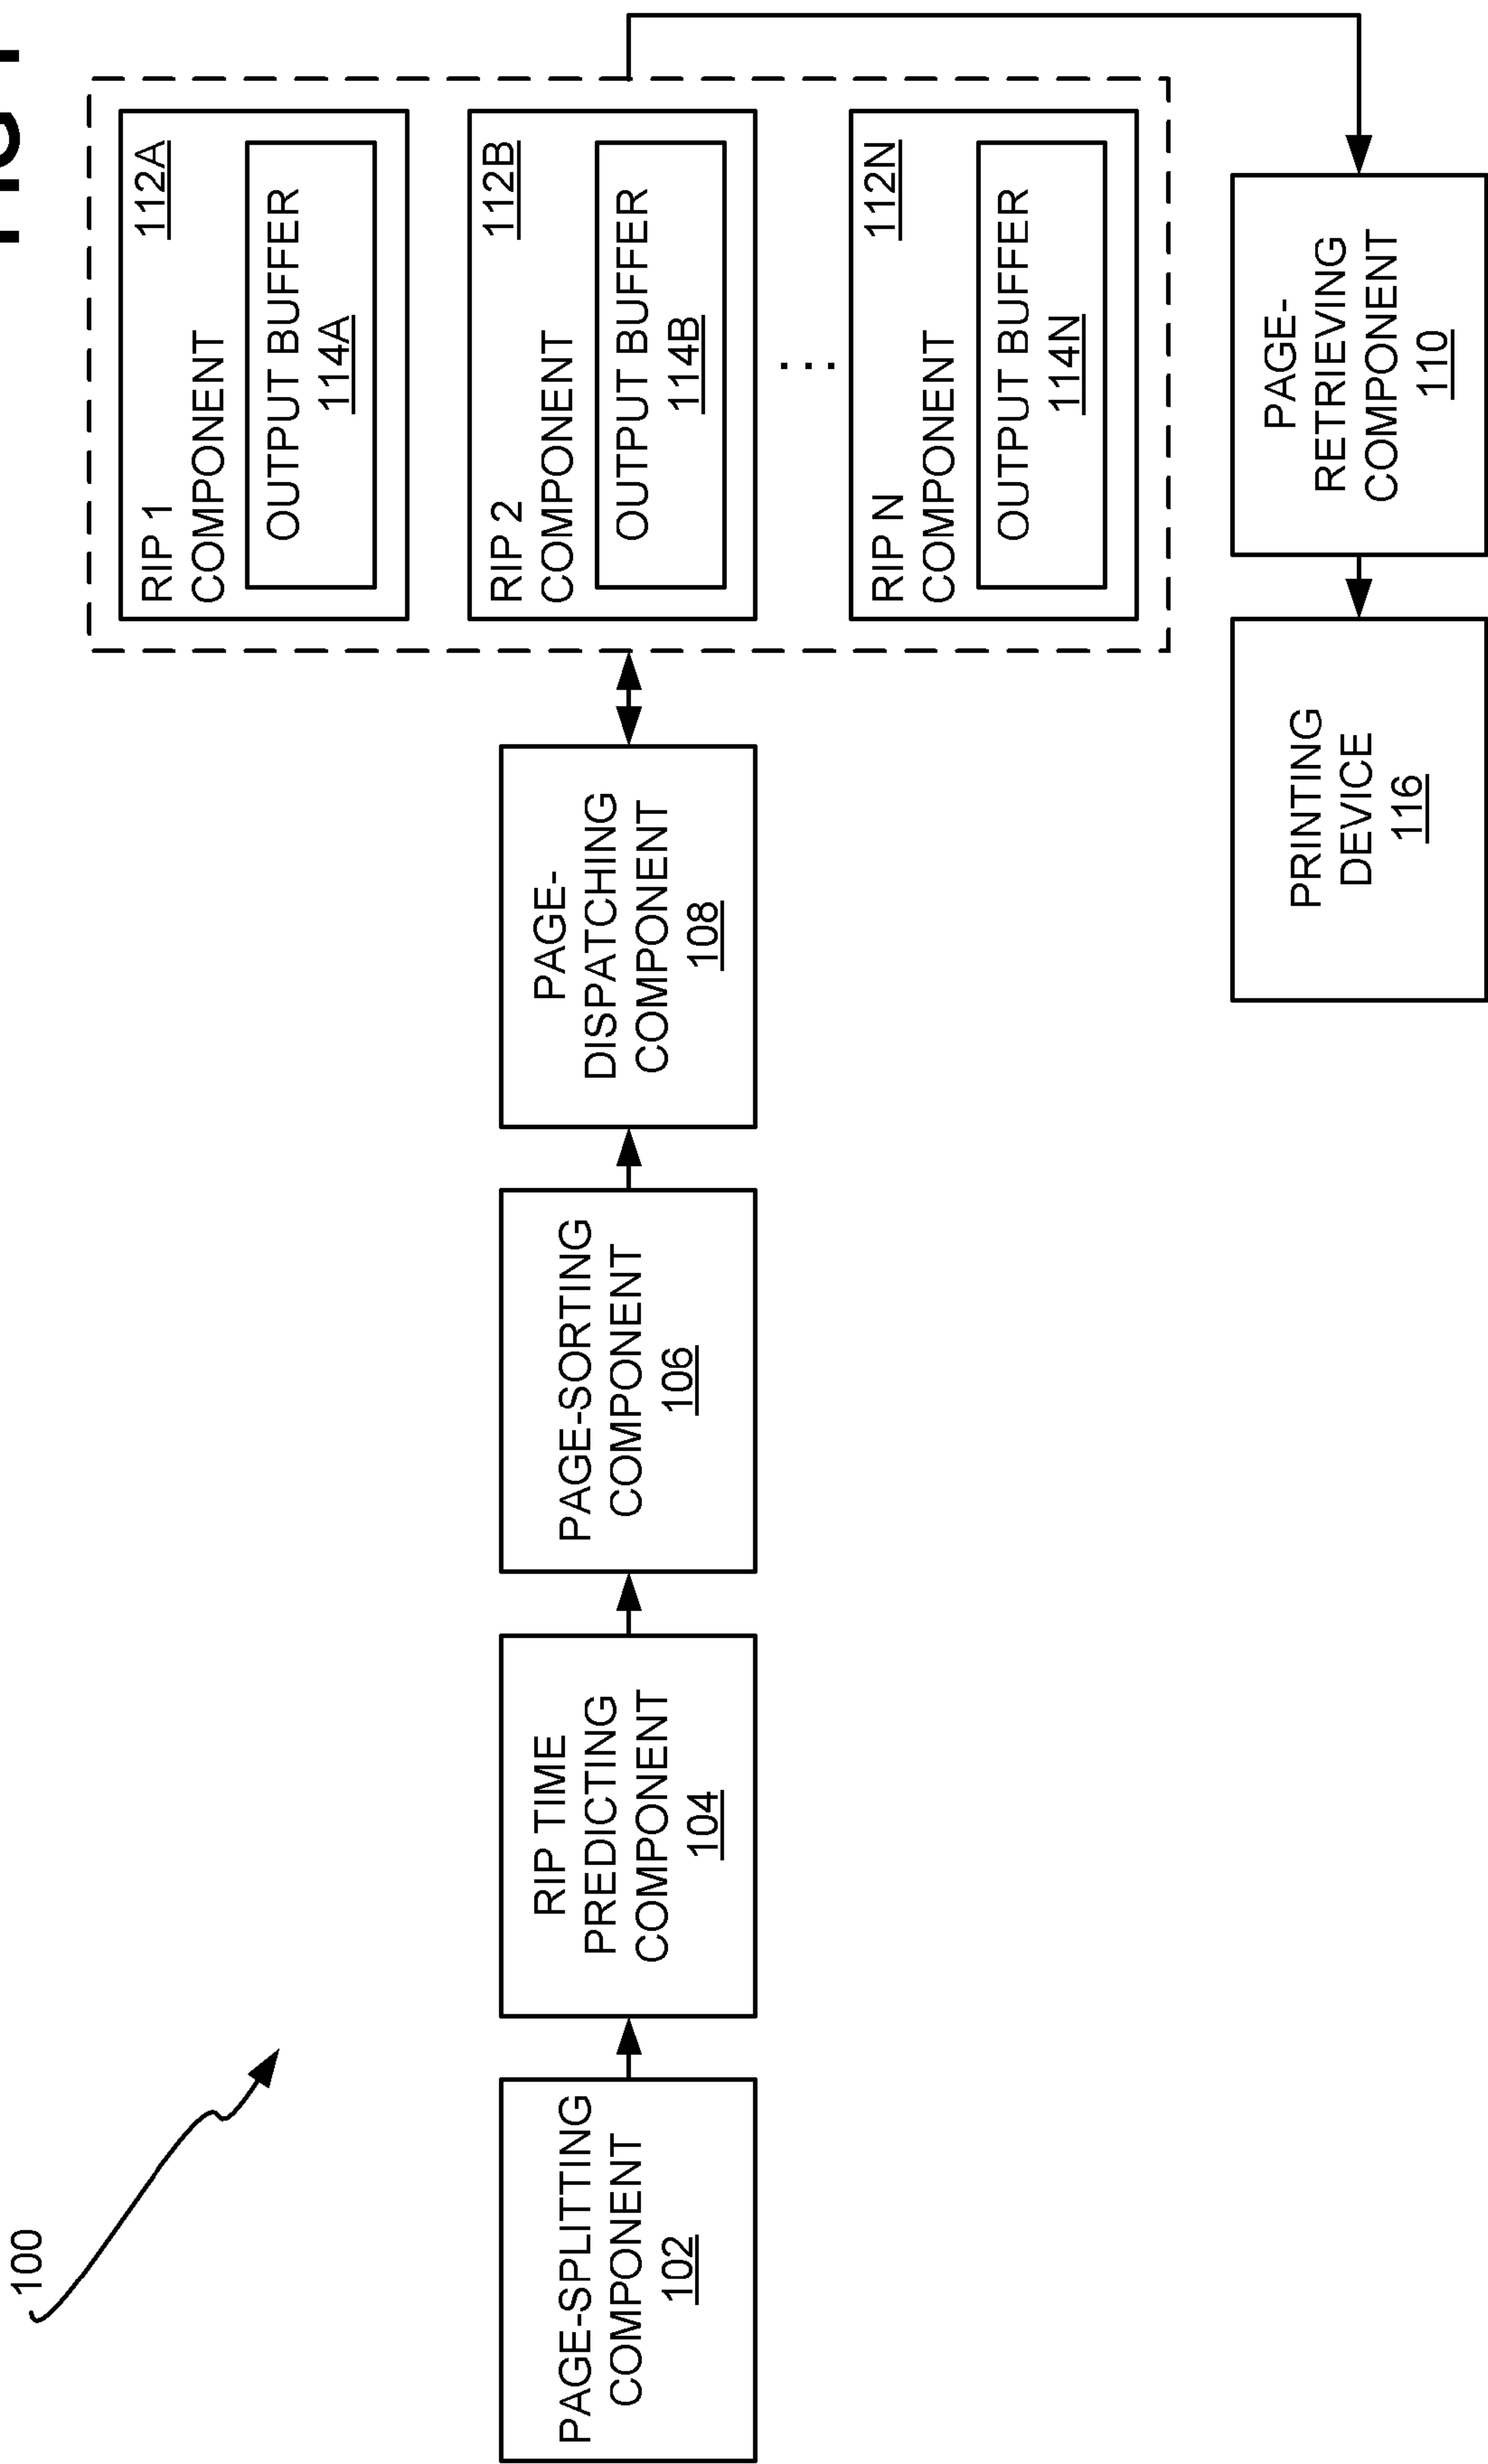 100
PAGE-SPLITTING
COMPONENT
102
RIP TIME
PREDICTING
COMPONENT
104
PAGE-SORTING
COMPONENT
106
PAGE-
DISPATCHING
COMPONENT
108
RIP 1 112A
COMPONENT
OUTPUT BUFFER
114A
RIP 2 112B
COMPONENT
OUTPUT BUFFER
114B
...
RIP N 112N
COMPONENT
OUTPUT BUFFER
114N
PAGE-
RETRIEVING
COMPONENT
110
PRINTING
DEVICE
116